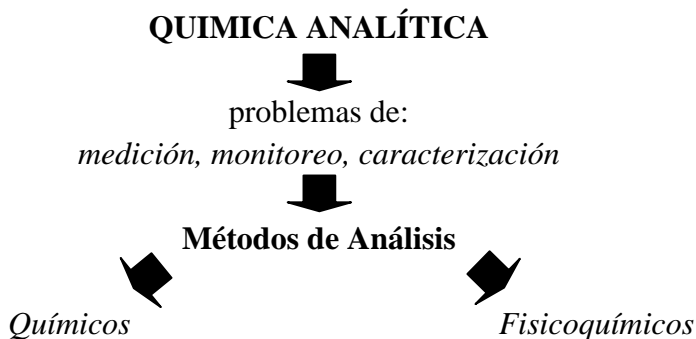 QUIMICA ANALÍTICA
problemas de:
medición, monitoreo, caracterización
Métodos de Análisis
Químicos Fisicoquímicos